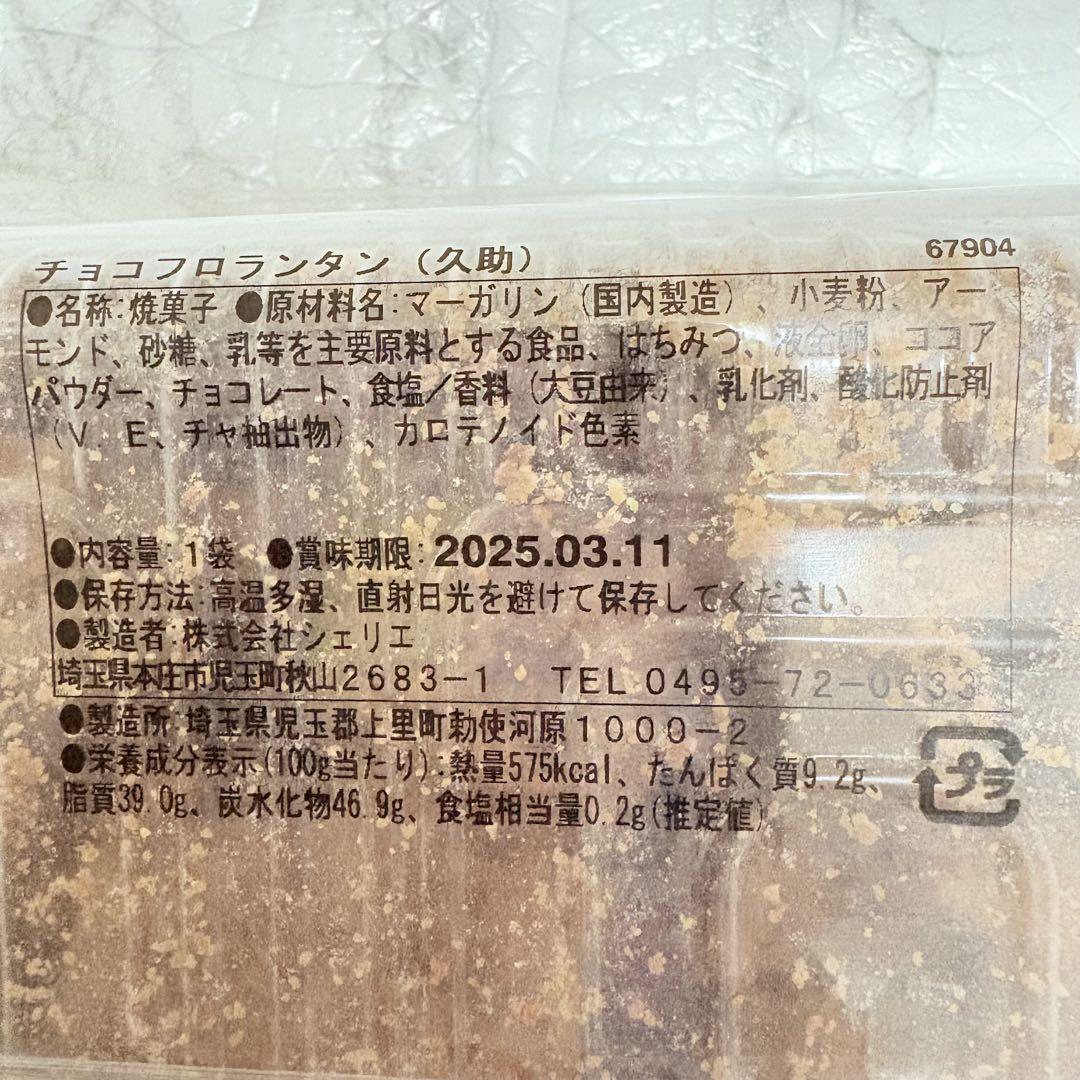 チョコフロランタン（久助）
67904
●名称:焼菓子 ●原材料名:マーガリン（国内製造）、小麦粉、アー
モンド、砂糖、乳等を主要原料とする食品、はちみつ、液全卵、ココア
パウダー、チョコレート、食塩／香料（大豆由来）、乳化剤、酸化防止剤
（V．E、チャ抽出物）、カロテノイド色素
●内容量:1袋 ●賞味期限:2025.03.11
●保存方法:高温多湿、直射日光を避けて保存してください。
●製造者:株式会社シェリエ
埼玉県本庄市児玉町秋山2683-1 TEL 0495-72-0633
●製造所:埼玉県児玉郡上里町勅使河原1000-2
●栄養成分表示(100g当たり):熱量575kcal、たんぱく質9.2g、
脂質39.0g、炭水化物46.9g、食塩相当量0.2g(推定値)
プラ